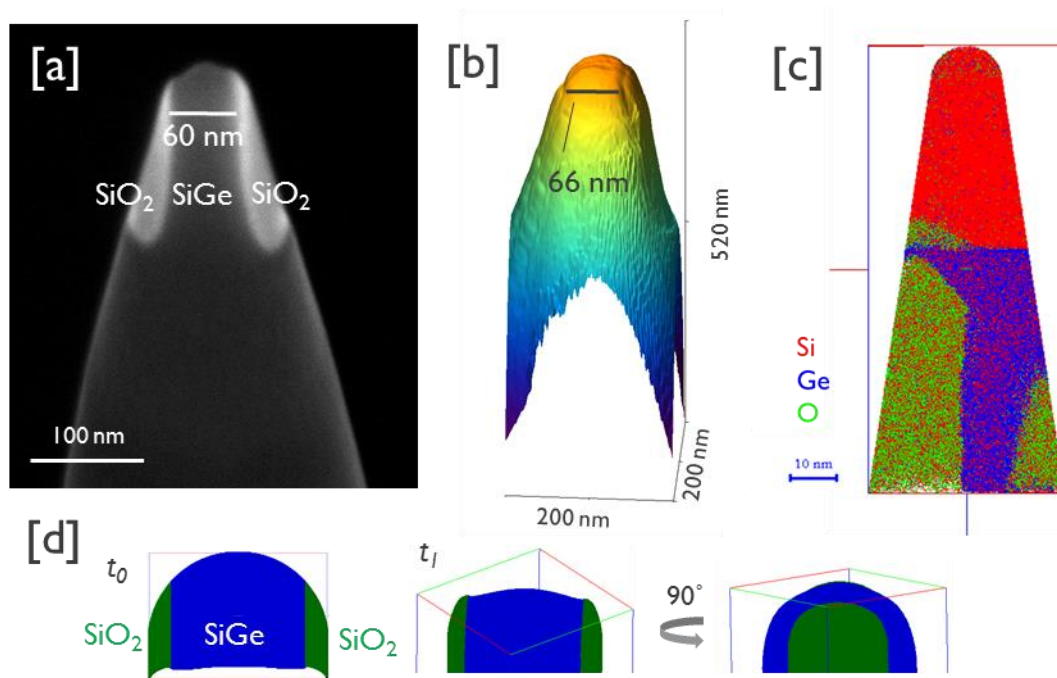 [a]
60 nm
SiO₂ SiGe SiO₂
100 nm
[b]
66 nm
520 nm
200 nm
200 nm
[c]
Si
Ge
O
10 nm
[d]
t₀
SiO₂ SiGe SiO₂
t₁
90°